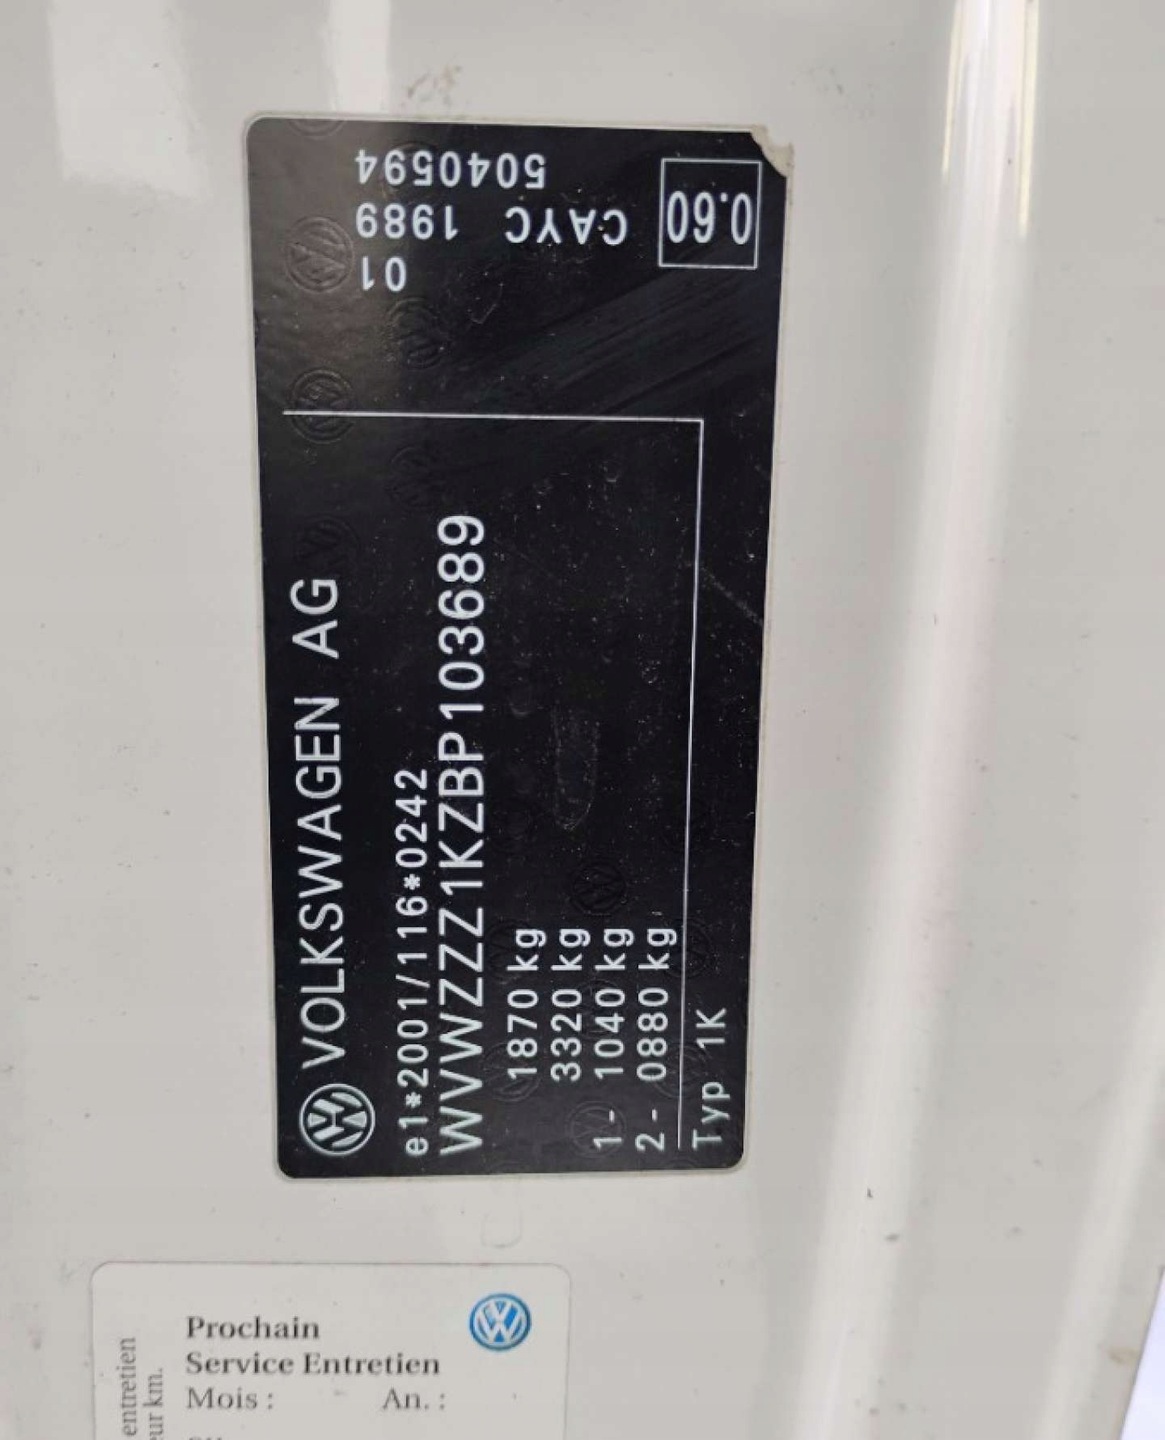 VOLKSWAGEN AG
e1*2001/116*0242
WVWZZZ1KZBP103689
1870 kg
3320 kg
1- 1040 kg
2- 0880 kg
Typ 1K
01
1989 CAYC
5040594
0.60
Prochain
Service Entretien
Mois : An. :
entretien
eur km.